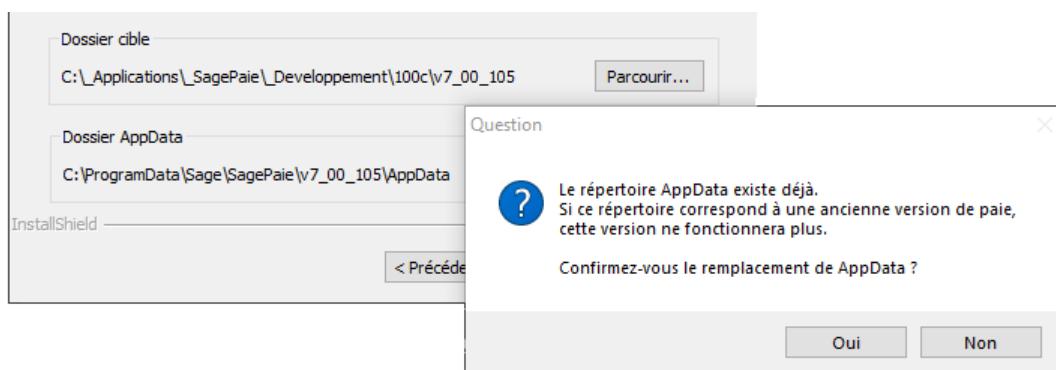 Dossier cible
C:\_Applications\_SagePaie\_Developpement\100c\v7_00_105
Parcourir...
Dossier AppData
C:\ProgramData\Sage\SagePaie\v7_00_105\AppData
InstallShield
< Précéde
Question
Le répertoire AppData existe déjà.
Si ce répertoire correspond à une ancienne version de paie,
cette version ne fonctionnera plus.
Confirmez-vous le remplacement de AppData ?
Oui
Non